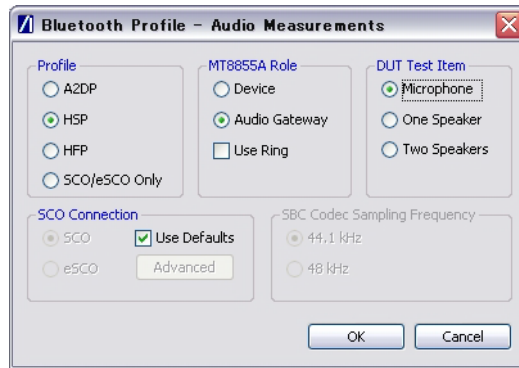 Bluetooth Profile - Audio Measurements
Profile
A2DP
HSP
HFP
SCO/eSCO Only
MT8855A Role
Device
Audio Gateway
Use Ring
DUT Test Item
Microphone
One Speaker
Two Speakers
SCO Connection
SCO
Use Defaults
eSCO
Advanced
SBC Codec Sampling Frequency
44.1 kHz
48 kHz
OK
Cancel